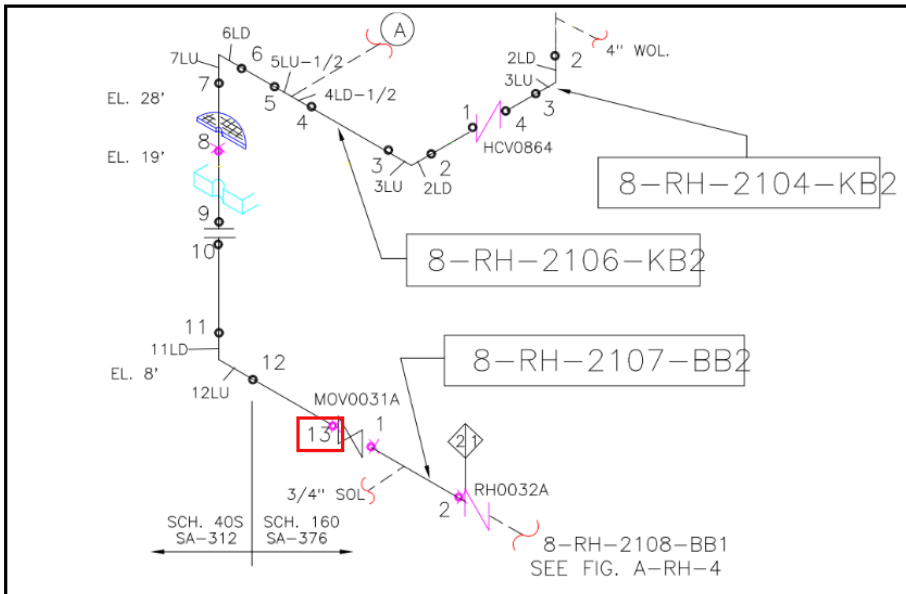 6LD
7LU
6
5LU-1/2
A
7
5
4LD-1/2
4
EL. 28'
8
EL. 19'
3
3LU
2LD
2
1
HCV0864
4
3
3LU
2LD
2
4" WOL.
8-RH-2104-KB2
8-RH-2106-KB2
9
10
11
11LD
EL. 8'
12LU
12
8-RH-2107-BB2
MOV0031A
13
1
21
3/4" SOL
2
RH0032A
SCH. 40S
SA-312
SCH. 160
SA-376
8-RH-2108-BB1
SEE FIG. A-RH-4